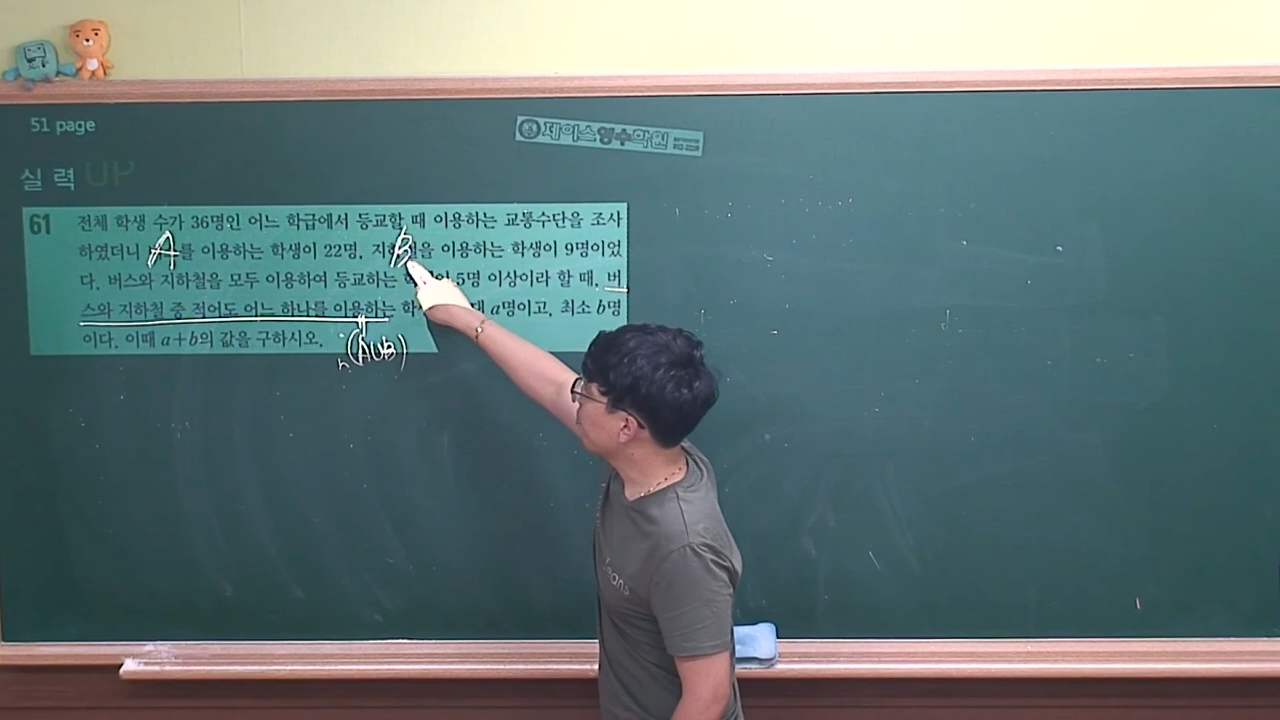 51 page
제이스영수학원
실력 UP
61 전체 학생 수가 36명인 어느 학급에서 등교할 때 이용하는 교통수단을 조사
하였더니 A를 이용하는 학생이 22명, 지하철을 이용하는 학생이 9명이었
다. 버스와 지하철을 모두 이용하여 등교하는 5명 이상이라 할 때, 버
스와 지하철 중 적어도 어느 하나를 이용하는 a명이고, 최소 b명
이다. 이때 a+b의 값을 구하시오.
B
n(A∪B)
eans